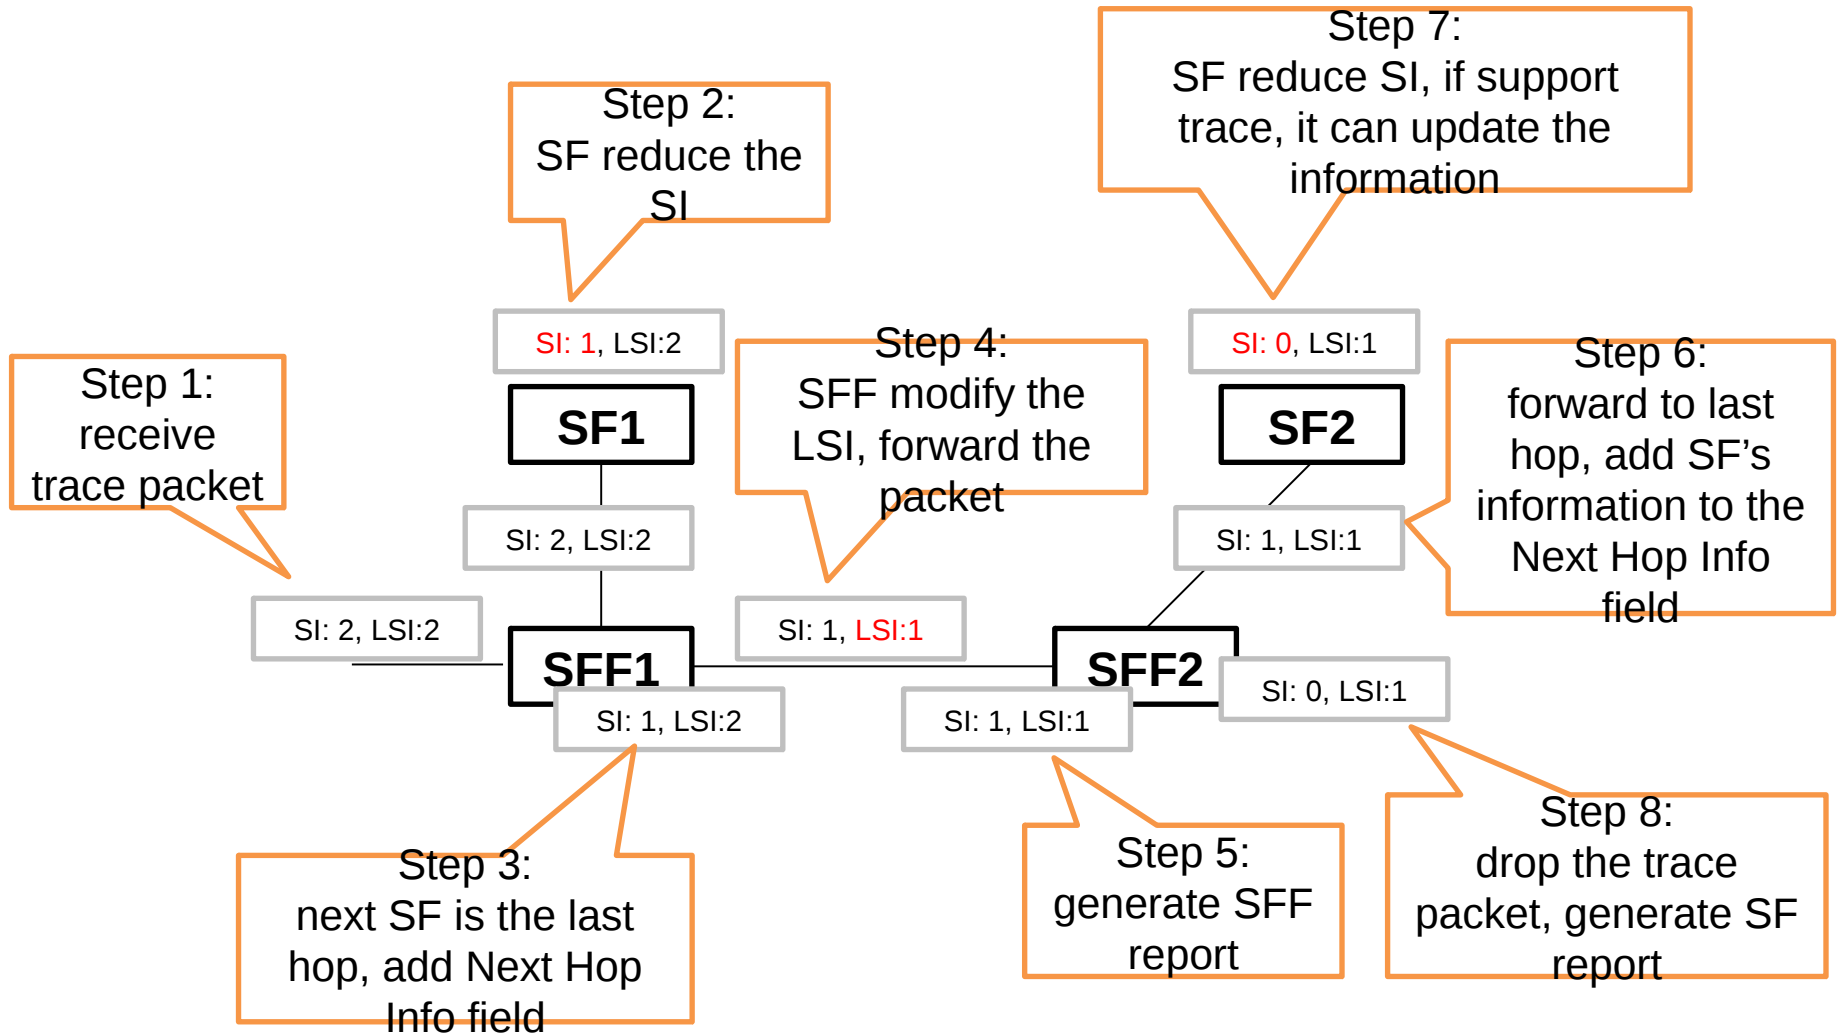 Step 7:
SF reduce SI, if support
trace, it can update the
information
Step 2:
SF reduce the
SI
SI: 1, LSI:2
SI: 0, LSI:1
Step 4:
SFF modify the
LSI, forward the
packet
Step 6:
forward to last
hop, add SF’s
information to the
Next Hop Info
field
Step 1:
receive
trace packet
SF1
SF2
SI: 2, LSI:2
SI: 1, LSI:1
SI: 2, LSI:2
SI: 1, LSI:1
SFF1
SFF2
SI: 0, LSI:1
SI: 1, LSI:2
SI: 1, LSI:1
Step 3:
next SF is the last
hop, add Next Hop
Info field
Step 5:
generate SFF
report
Step 8:
drop the trace
packet, generate SF
report